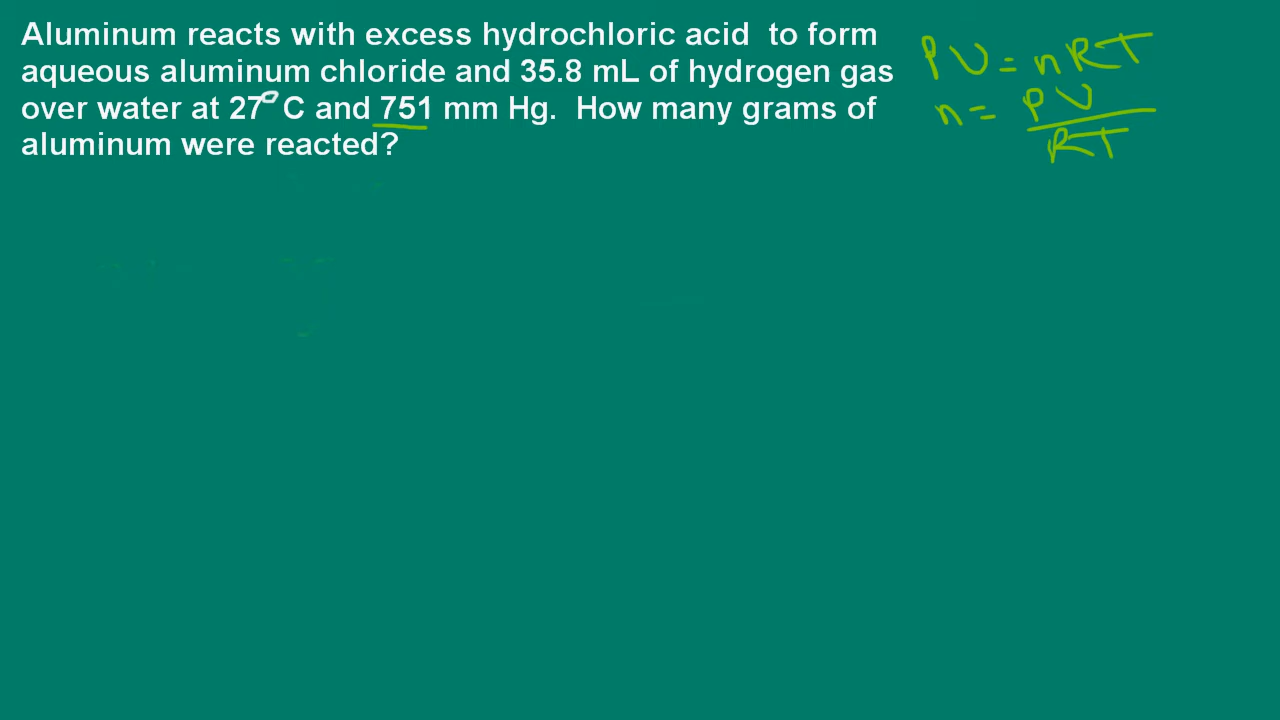 Aluminum reacts with excess hydrochloric acid to form
aqueous aluminum chloride and 35.8 mL of hydrogen gas
over water at 27° C and 751 mm Hg. How many grams of
aluminum were reacted?
PV = nRT
n = PV
RT